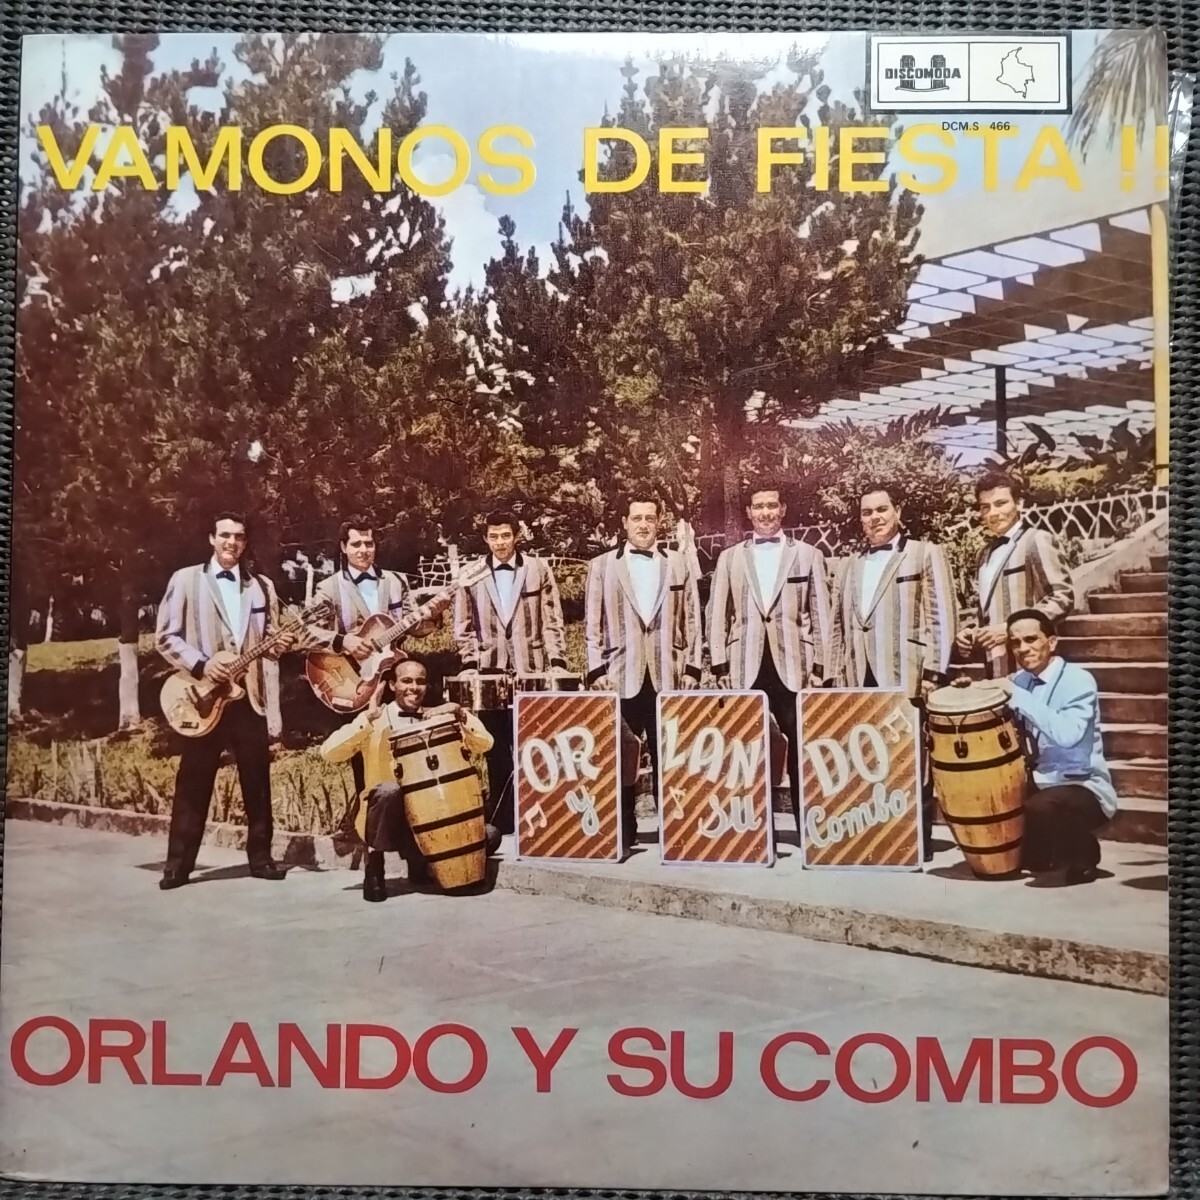 DISCOMODA
DCM.S 466
VAMONOS DE FIESTA !!
OR LAN DO
y su Combo
ORLANDO Y SU COMBO